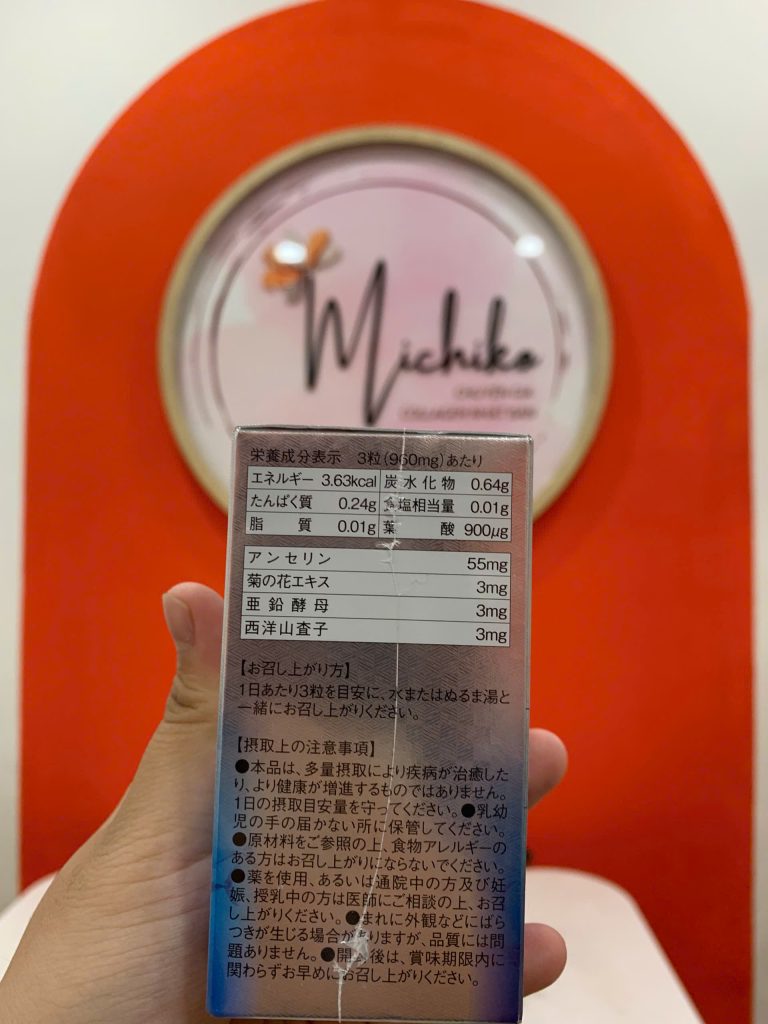 Michiko
CHUYÊN GIA
COLLAGEN NHẬT BẢN
栄養成分表示 3粒(960mg)あたり
エネルギー 3.63kcal 炭水化物 0.64g
たんぱく質 0.24g 食塩相当量 0.01g
脂質 0.01g 葉酸 900μg
アンセリン 55mg
菊の花エキス 3mg
亜鉛酵母 3mg
西洋山査子 3mg
【お召し上がり方】
1日あたり3粒を目安に、水またはぬるま湯と
一緒にお召し上がりください。
【摂取上の注意事項】
●本品は、多量摂取により疾病が治癒した
り、より健康が増進するものではありません。
1日の摂取目安量を守ってください。●乳幼
児の手の届かない所に保管してください。
●原材料をご参照の上、食物アレルギーの
ある方はお召し上がりにならないでください。
●薬を使用、あるいは通院中の方及び妊
娠、授乳中の方は医師にご相談の上、お召
し上がりください。●まれに外観などにばら
つきが生じる場合がありますが、品質には問
題ありません。●開封後は、賞味期限内に
関わらずお早めにお召し上がりください。